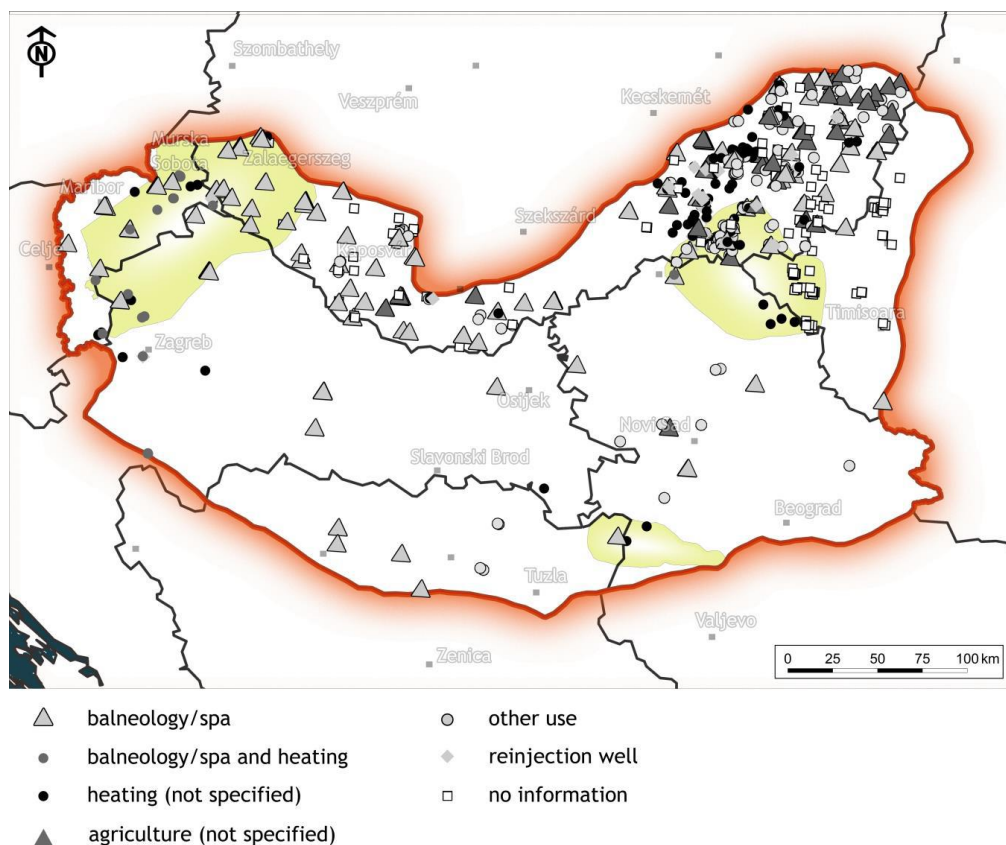 N
Szombathely
Veszprém
Kecskemét
Murska
Sobota
Zalaegerszeg
Maribor
Szekszárd
Celje
Kaposvár
Timisoara
Zagreb
Osijek
Novi Sad
Slavonski Brod
Beograd
Tuzla
Valjevo
Zenica
0 25 50 75 100 km
balneology/spa
other use
balneology/spa and heating
reinjection well
heating (not specified)
no information
agriculture (not specified)